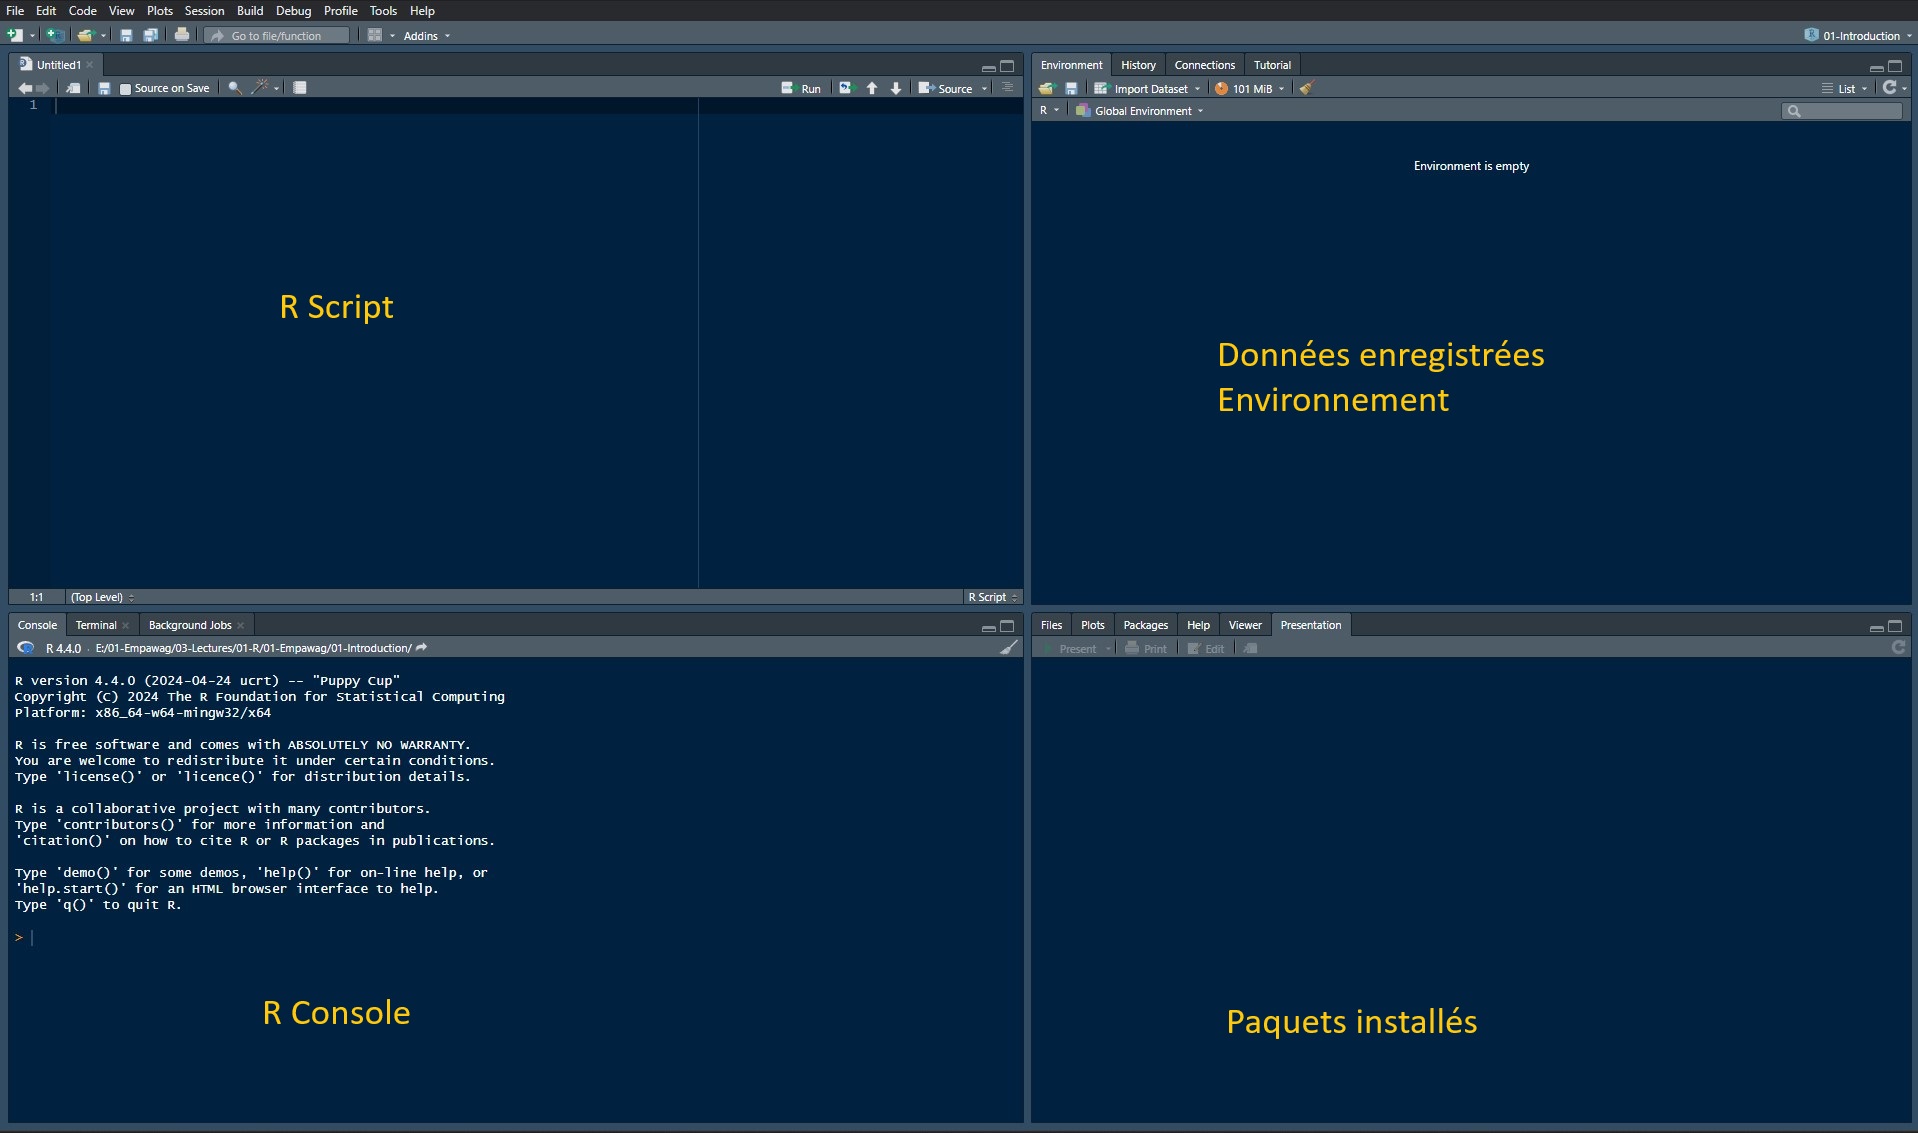 File Edit Code View Plots Session Build Debug Profile Tools Help
Go to file/function Addins 01-Introduction
Untitled1
Source on Save Run Source
1
R Script
1:1 (Top Level) R Script
Environment History Connections Tutorial
Import Dataset 101 MiB List
R Global Environment
Environment is empty
Données enregistrées
Environnement
Console Terminal Background Jobs
R 4.4.0 · E:/01-Empawag/03-Lectures/01-R/01-Empawag/01-Introduction/
R version 4.4.0 (2024-04-24 ucrt) -- "Puppy Cup"
Copyright (C) 2024 The R Foundation for Statistical Computing
Platform: x86_64-w64-mingw32/x64
R is free software and comes with ABSOLUTELY NO WARRANTY.
You are welcome to redistribute it under certain conditions.
Type 'license()' or 'licence()' for distribution details.
R is a collaborative project with many contributors.
Type 'contributors()' for more information and
'citation()' on how to cite R or R packages in publications.
Type 'demo()' for some demos, 'help()' for on-line help, or
'help.start()' for an HTML browser interface to help.
Type 'q()' to quit R.
>
R Console
Files Plots Packages Help Viewer Presentation
Present Print Edit
Paquets installés